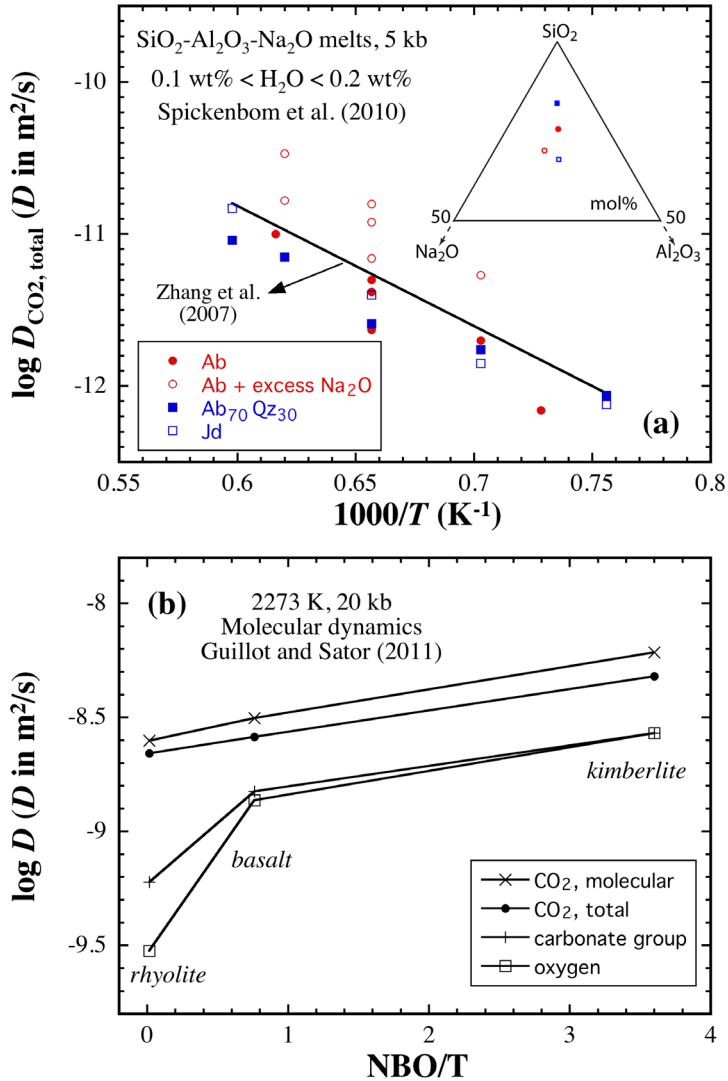 (a)
SiO2-Al2O3-Na2O melts, 5 kb
0.1 wt% < H2O < 0.2 wt%
Spickenbom et al. (2010)
SiO2
mol%
50
50
Na2O
Al2O3
Zhang et al.
(2007)
Ab
Ab + excess Na2O
Ab70 Qz30
Jd
(a)
-10
-11
-12
log DCO2, total (D in m²/s)
0.55
0.6
0.65
0.7
0.75
0.8
1000/T (K⁻¹)
(b)
2273 K, 20 kb
Molecular dynamics
Guillot and Sator (2011)
kimberlite
basalt
rhyolite
CO2, molecular
CO2, total
carbonate group
oxygen
-8
-8.5
-9
-9.5
log D (D in m²/s)
0
1
2
3
4
NBO/T